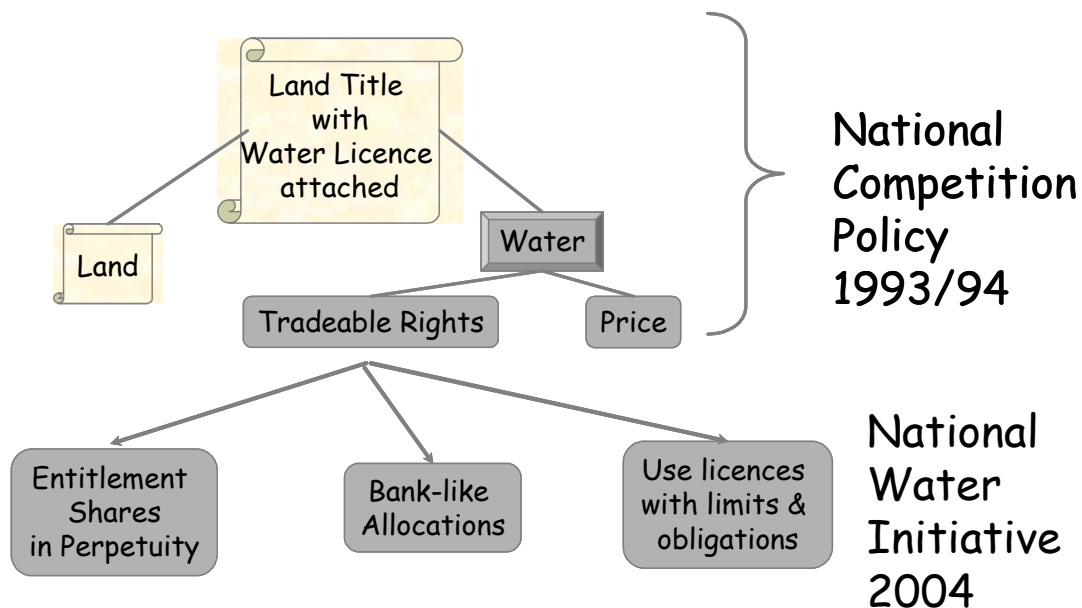 Land Title
with
Water Licence
attached
National
Competition
Policy
1993/94
Land
Water
Tradeable Rights
Price
Entitlement
Shares
in Perpetuity
Bank-like
Allocations
Use licences
with limits &
obligations
National
Water
Initiative
2004